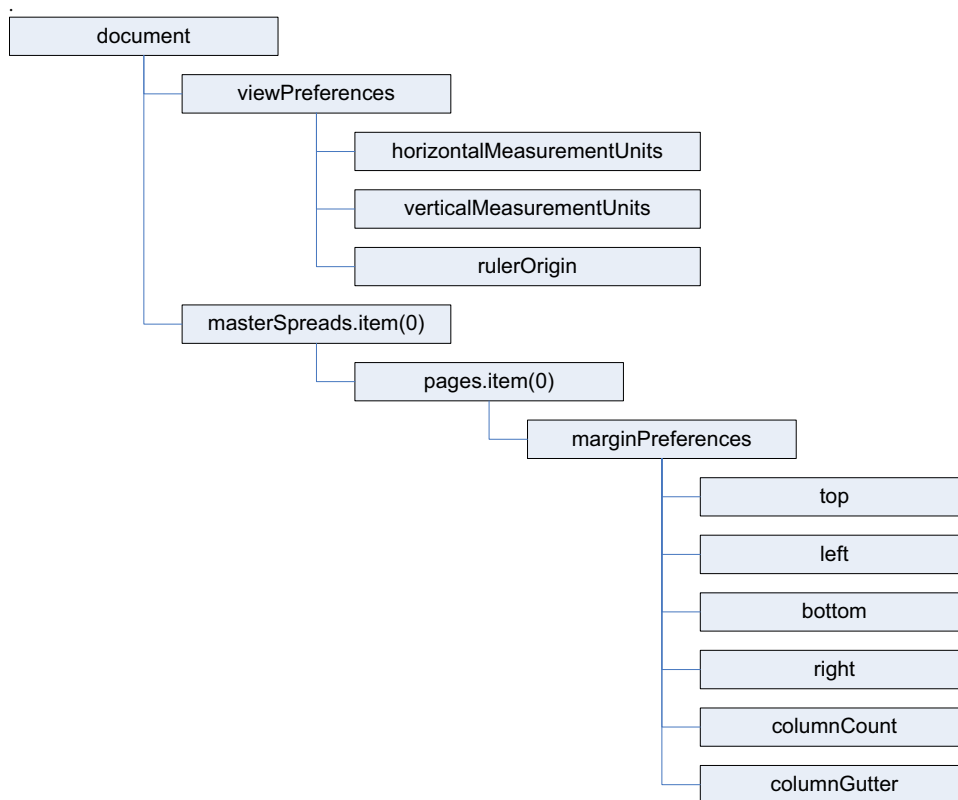 .
document
viewPreferences
horizontalMeasurementUnits
verticalMeasurementUnits
rulerOrigin
masterSpreads.item(0)
pages.item(0)
marginPreferences
top
left
bottom
right
columnCount
columnGutter